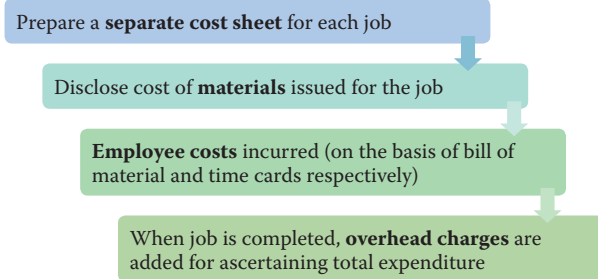 Prepare a separate cost sheet for each job
Disclose cost of materials issued for the job
Employee costs incurred (on the basis of bill of
material and time cards respectively)
When job is completed, overhead charges are
added for ascertaining total expenditure